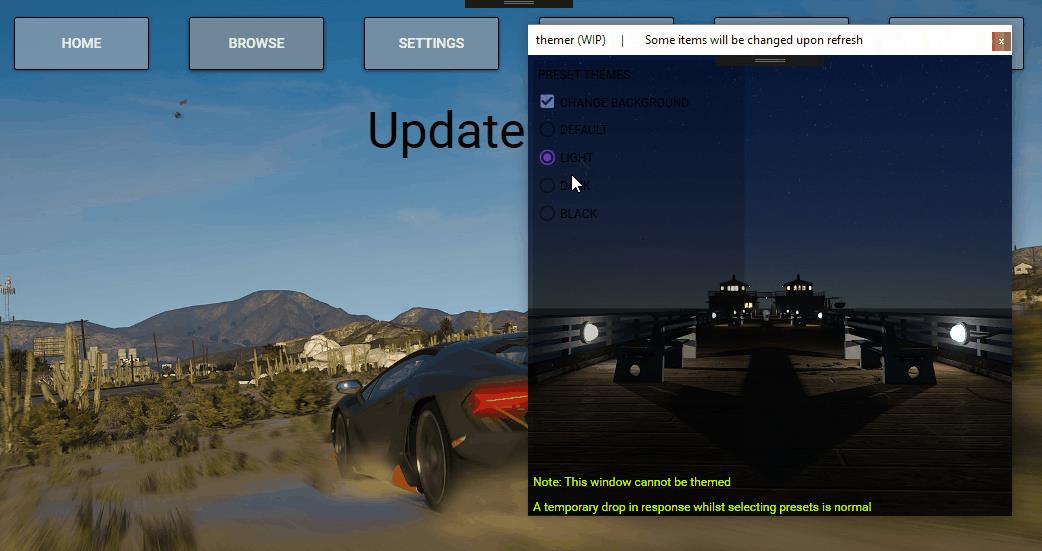 HOME
BROWSE
SETTINGS
Update
themer (WIP) | Some items will be changed upon refresh
x
PRESET THEMES:
CHANGE BACKGROUND
DEFAULT
LIGHT
BLACK
Note: This window cannot be themed
A temporary drop in response whilst selecting presets is normal